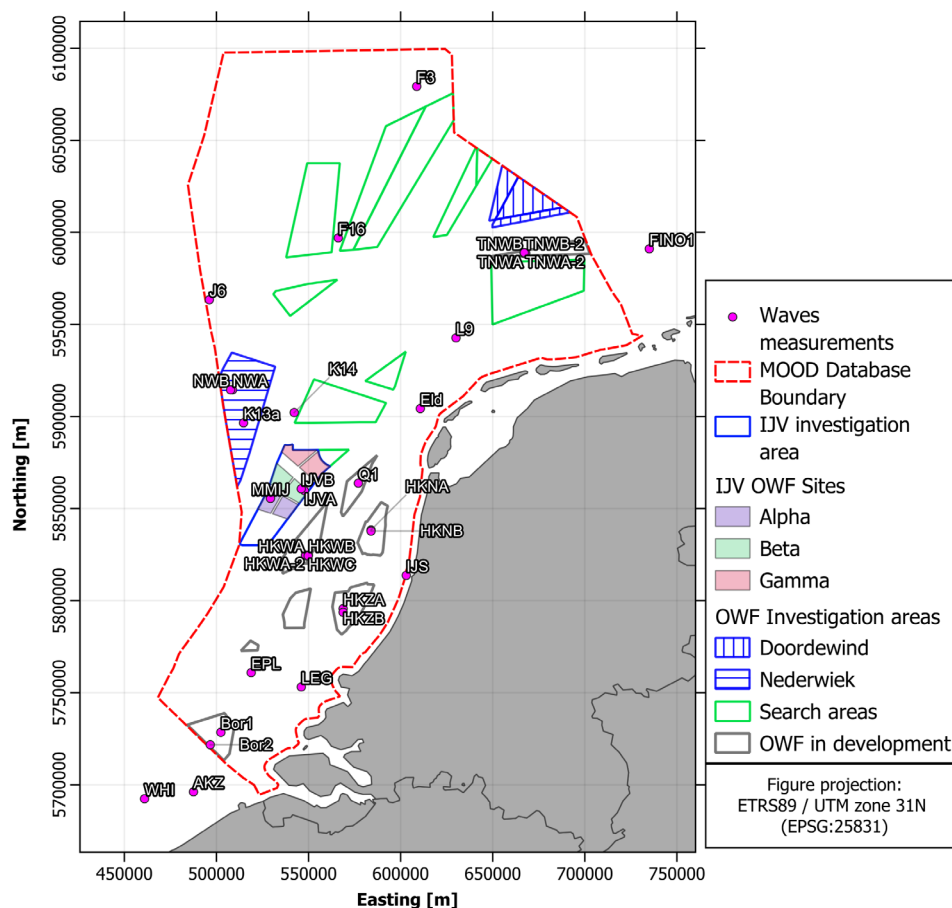 6100000
6050000
6000000
5950000
5900000
5850000
5800000
5750000
5700000
Northing [m]
450000 500000 550000 600000 650000 700000 750000
Easting [m]
F3
F16
TNWB TNWB-2
TNWA TNWA-2
FINO1
J6
L9
K14
NWB NWA
K13a
Eld
Q1
IJVB
MMIJ
IJVA
HKNA
HKNB
HKWA HKWB
HKWA-2 HKWC
IJS
HKZA
HKZB
EPL
LEG
Bor1
Bor2
WHI
AKZ
Waves
measurements
MOOD Database
Boundary
IJV investigation
area
IJV OWF Sites
Alpha
Beta
Gamma
OWF Investigation areas
Doordewind
Nederwiek
Search areas
OWF in development
Figure projection:
ETRS89 / UTM zone 31N
(EPSG:25831)